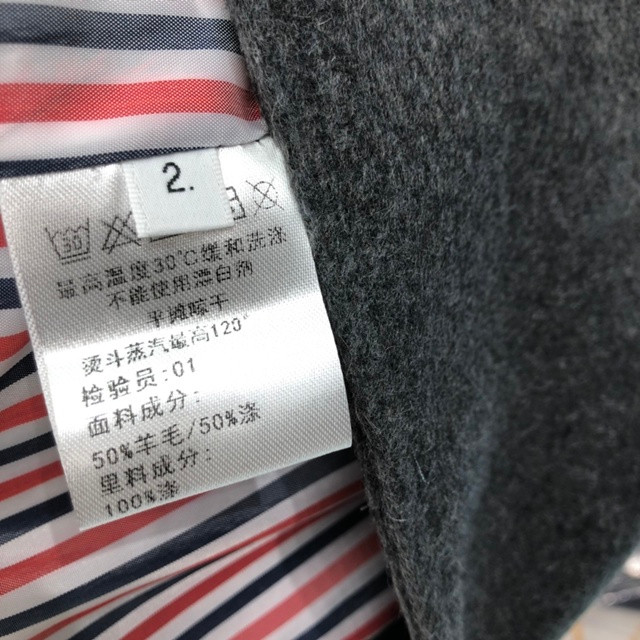 2.
30
最高温度30℃缓和洗涤
不能使用漂白剂
平摊晾干
烫斗蒸汽最高120°
检验员:01
面料成分:
50%羊毛/50%涤
里料成分:
100%涤